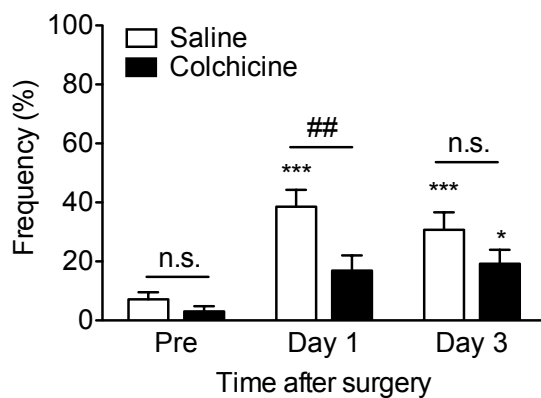 100
80
60
40
20
0
Frequency (%)
Saline
Colchicine
n.s.
##
***
n.s.
***
*
Pre
Day 1
Day 3
Time after surgery